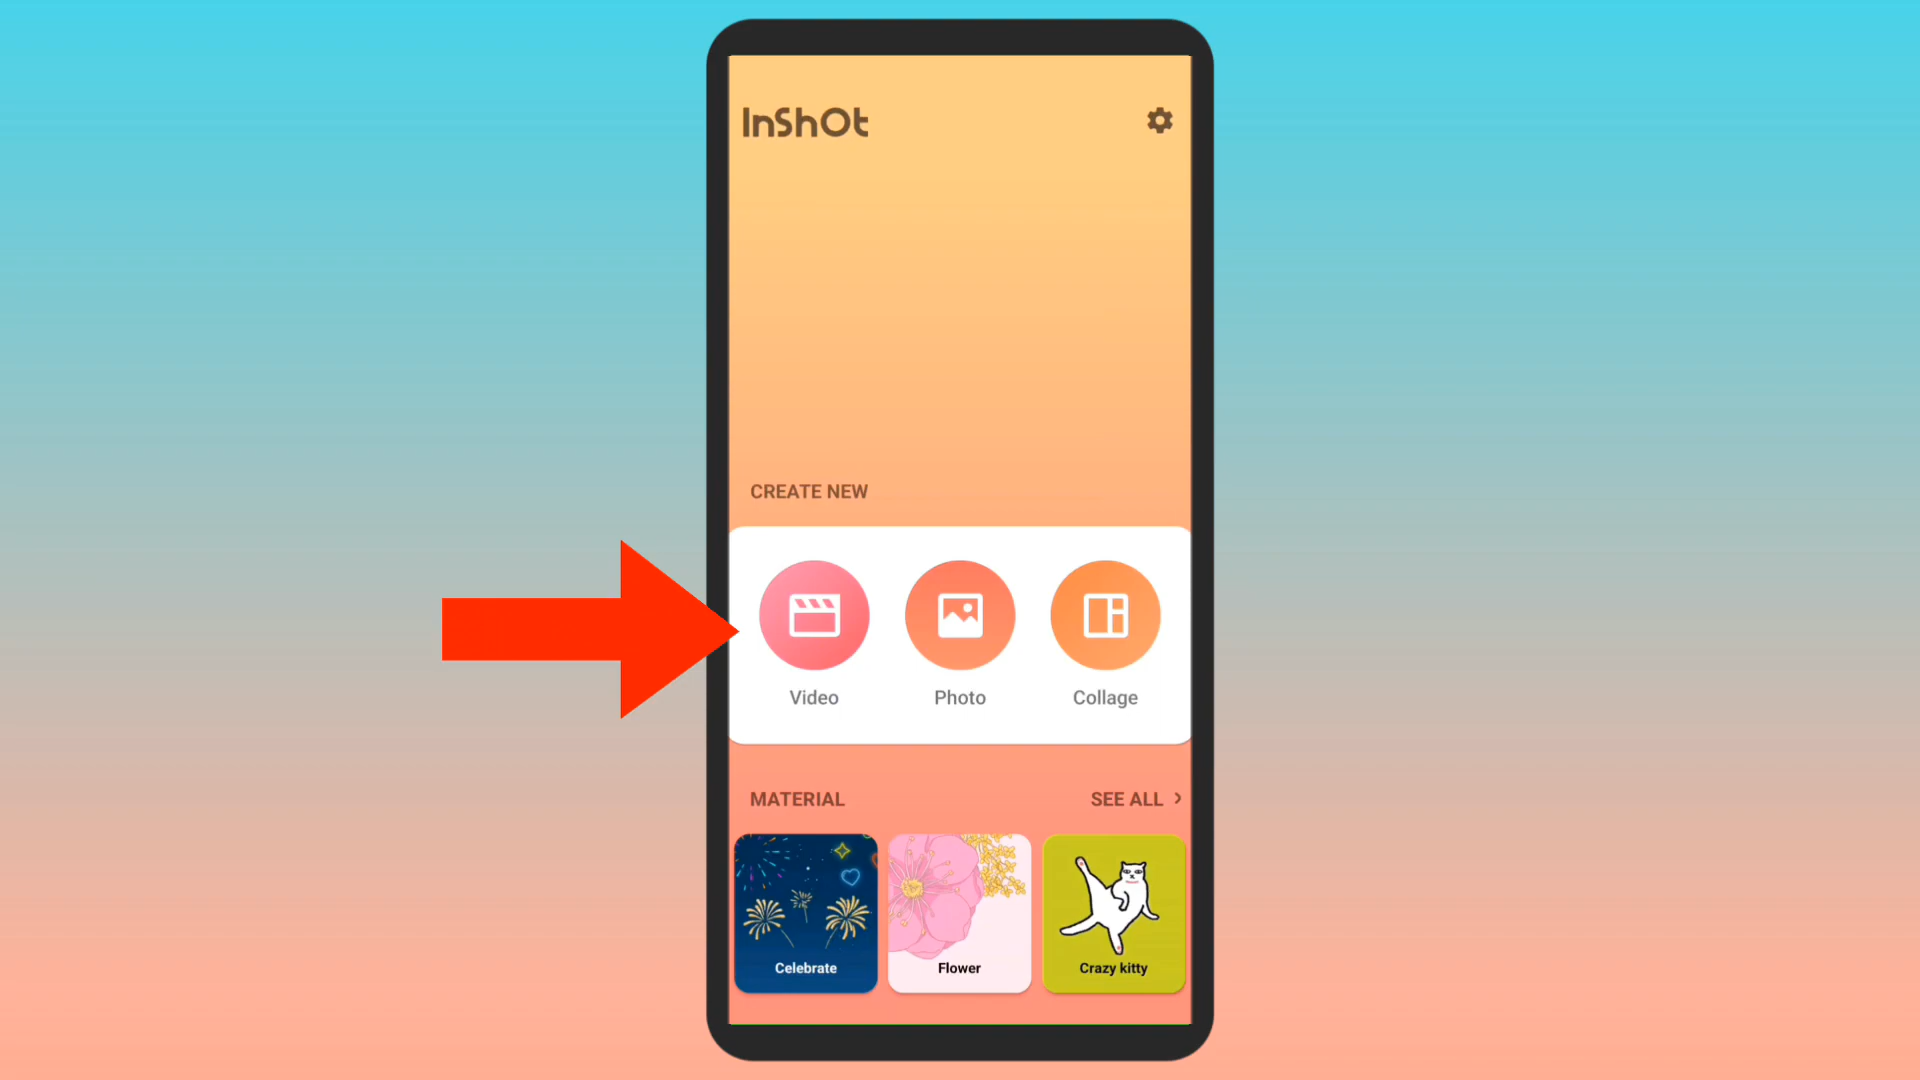 InShOt
CREATE NEW
Video Photo Collage
MATERIAL SEE ALL >
Celebrate Flower Crazy kitty